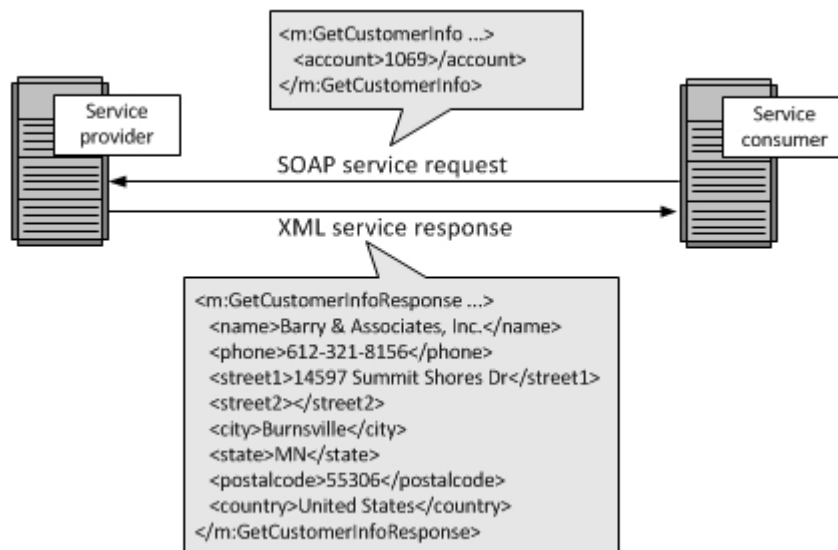 <m:GetCustomerInfo ...>
<account>1069>/account>
</m:GetCustomerInfo>
Service
provider
Service
consumer
SOAP service request
XML service response
<m:GetCustomerInfoResponse ...>
<name>Barry & Associates, Inc.</name>
<phone>612-321-8156</phone>
<street1>14597 Summit Shores Dr</street1>
<street2></street2>
<city>Burnsville</city>
<state>MN</state>
<postalcode>55306</postalcode>
<country>United States</country>
</m:GetCustomerInfoResponse>